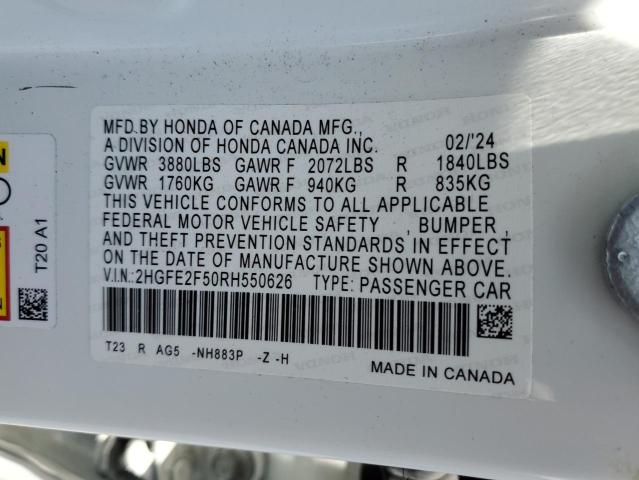 MFD.BY HONDA OF CANADA MFG.,
A DIVISION OF HONDA CANADA INC. 02/'24
GVWR 3880LBS GAWR F 2072LBS R 1840LBS
GVWR 1760KG GAWR F 940KG R 835KG
THIS VEHICLE CONFORMS TO ALL APPLICABLE
FEDERAL MOTOR VEHICLE SAFETY , BUMPER ,
AND THEFT PREVENTION STANDARDS IN EFFECT
ON THE DATE OF MANUFACTURE SHOWN ABOVE.
V.I.N.:2HGFE2F50RH550626 TYPE: PASSENGER CAR
T23 R AG5 -NH883P -Z -H
MADE IN CANADA
T20 A1